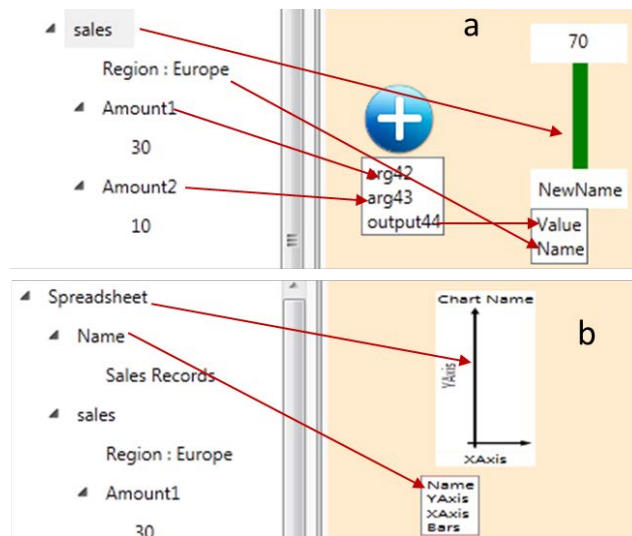 sales
Region : Europe
Amount1
30
Amount2
10
a
70
arg42
arg43
output44
NewName
Value
Name
Spreadsheet
Name
Sales Records
sales
Region : Europe
Amount1
30
b
Chart Name
YAxis
XAxis
Name
YAxis
XAxis
Bars